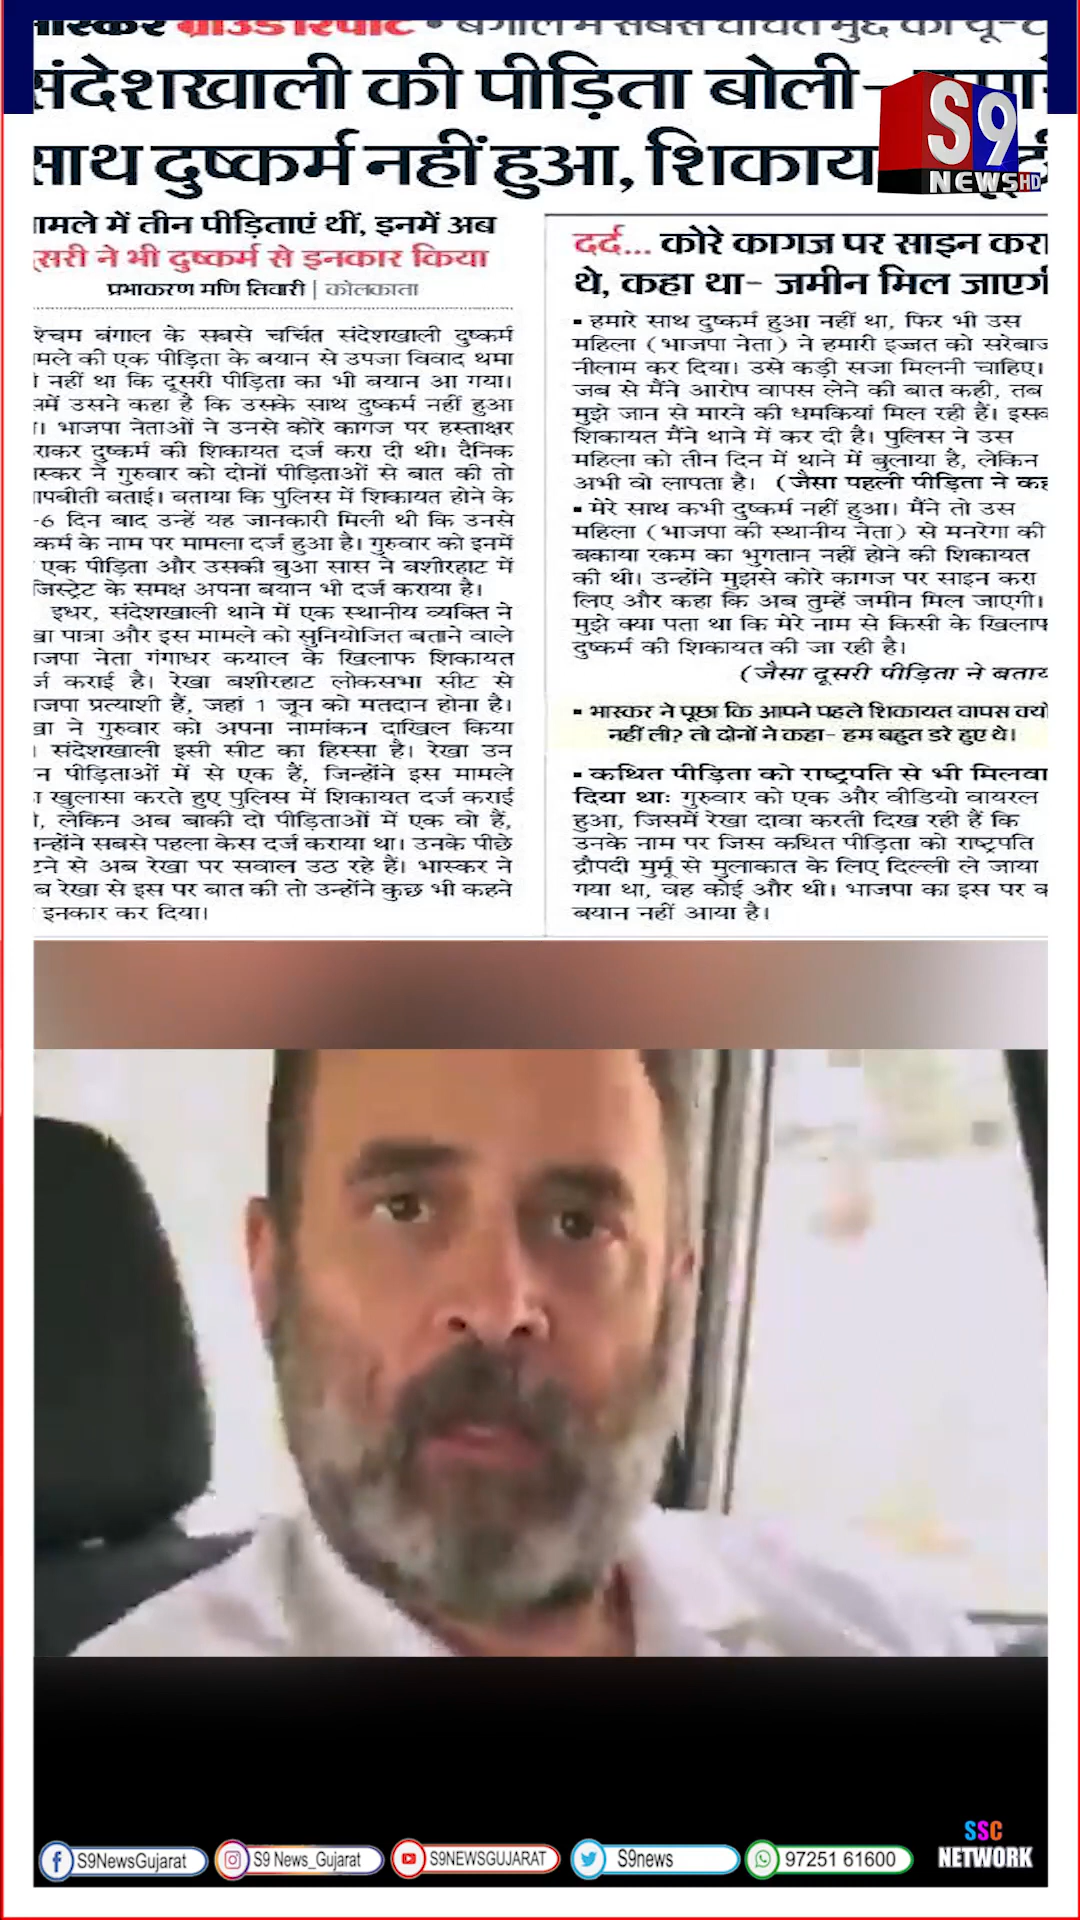 भास्कर ग्राउंड रिपोर्ट • बंगाल में सबसे चर्चित मुद्दे का यू-ट
संदेशखाली की पीड़िता बोली-
साथ दुष्कर्म नहीं हुआ, शिकाय
S9
NEWS HD
ामले में तीन पीड़िताएं थीं, इनमें अब
ूसरी ने भी दुष्कर्म से इनकार किया
प्रभाकरण मणि तिवारी | कोलकाता
श्चिम बंगाल के सबसे चर्चित संदेशखाली दुष्कर्म
ामले की एक पीड़िता के बयान से उपजा विवाद थमा
ी नहीं था कि दूसरी पीड़िता का भी बयान आ गया।
समें उसने कहा है कि उसके साथ दुष्कर्म नहीं हुआ
ा। भाजपा नेताओं ने उनसे कोरे कागज पर हस्ताक्षर
राकर दुष्कर्म की शिकायत दर्ज करा दी थी। दैनिक
ास्कर ने गुरुवार को दोनों पीड़िताओं से बात की तो
ापबीती बताई। बताया कि पुलिस में शिकायत होने के
-6 दिन बाद उन्हें यह जानकारी मिली थी कि उनसे
कर्म के नाम पर मामला दर्ज हुआ है। गुरुवार को इनमें
एक पीड़िता और उसकी बुआ सास ने बशीरहाट में
जिस्ट्रेट के समक्ष अपना बयान भी दर्ज कराया है।
इधर, संदेशखाली थाने में एक स्थानीय व्यक्ति ने
खा पात्रा और इस मामले को सुनियोजित बताने वाले
ाजपा नेता गंगाधर कयाल के खिलाफ शिकायत
र्ज कराई है। रेखा बशीरहाट लोकसभा सीट से
ाजपा प्रत्याशी हैं, जहां 1 जून को मतदान होना है।
खा ने गुरुवार को अपना नामांकन दाखिल किया
। संदेशखाली इसी सीट का हिस्सा है। रेखा उन
न पीड़िताओं में से एक हैं, जिन्होंने इस मामले
ा खुलासा करते हुए पुलिस में शिकायत दर्ज कराई
ी, लेकिन अब बाकी दो पीड़िताओं में एक वो हैं,
न्होंने सबसे पहला केस दर्ज कराया था। उनके पीछे
टने से अब रेखा पर सवाल उठ रहे हैं। भास्कर ने
ब रेखा से इस पर बात की तो उन्होंने कुछ भी कहने
इनकार कर दिया।
दर्द... कोरे कागज पर साइन करा
थे, कहा था- जमीन मिल जाएगी
▪ हमारे साथ दुष्कर्म हुआ नहीं था, फिर भी उस
महिला (भाजपा नेता) ने हमारी इज्जत को सरेबाज
नीलाम कर दिया। उसे कड़ी सजा मिलनी चाहिए।
जब से मैंने आरोप वापस लेने की बात कही, तब
मुझे जान से मारने की धमकियां मिल रही हैं। इसक
शिकायत मैंने थाने में कर दी है। पुलिस ने उस
महिला को तीन दिन में थाने में बुलाया है, लेकिन
अभी वो लापता है। (जैसा पहली पीड़िता ने कह
▪ मेरे साथ कभी दुष्कर्म नहीं हुआ। मैंने तो उस
महिला (भाजपा की स्थानीय नेता) से मनरेगा की
बकाया रकम का भुगतान नहीं होने की शिकायत
की थी। उन्होंने मुझसे कोरे कागज पर साइन करा
लिए और कहा कि अब तुम्हें जमीन मिल जाएगी।
मुझे क्या पता था कि मेरे नाम से किसी के खिलाफ
दुष्कर्म की शिकायत की जा रही है।
(जैसा दूसरी पीड़िता ने बताय
▪ भास्कर ने पूछा कि आपने पहले शिकायत वापस क्यों
नहीं ली? तो दोनों ने कहा- हम बहुत डरे हुए थे।
▪ कथित पीड़िता को राष्ट्रपति से भी मिलवा
दिया थाः गुरुवार को एक और वीडियो वायरल
हुआ, जिसमें रेखा दावा करती दिख रही हैं कि
उनके नाम पर जिस कथित पीड़िता को राष्ट्रपति
द्रौपदी मुर्मू से मुलाकात के लिए दिल्ली ले जाया
गया था, वह कोई और थी। भाजपा का इस पर क
बयान नहीं आया है।
S9NewsGujarat
S9 News_Gujarat
S9NEWSGUJARAT
S9news
97251 61600
SSC
NETWORK